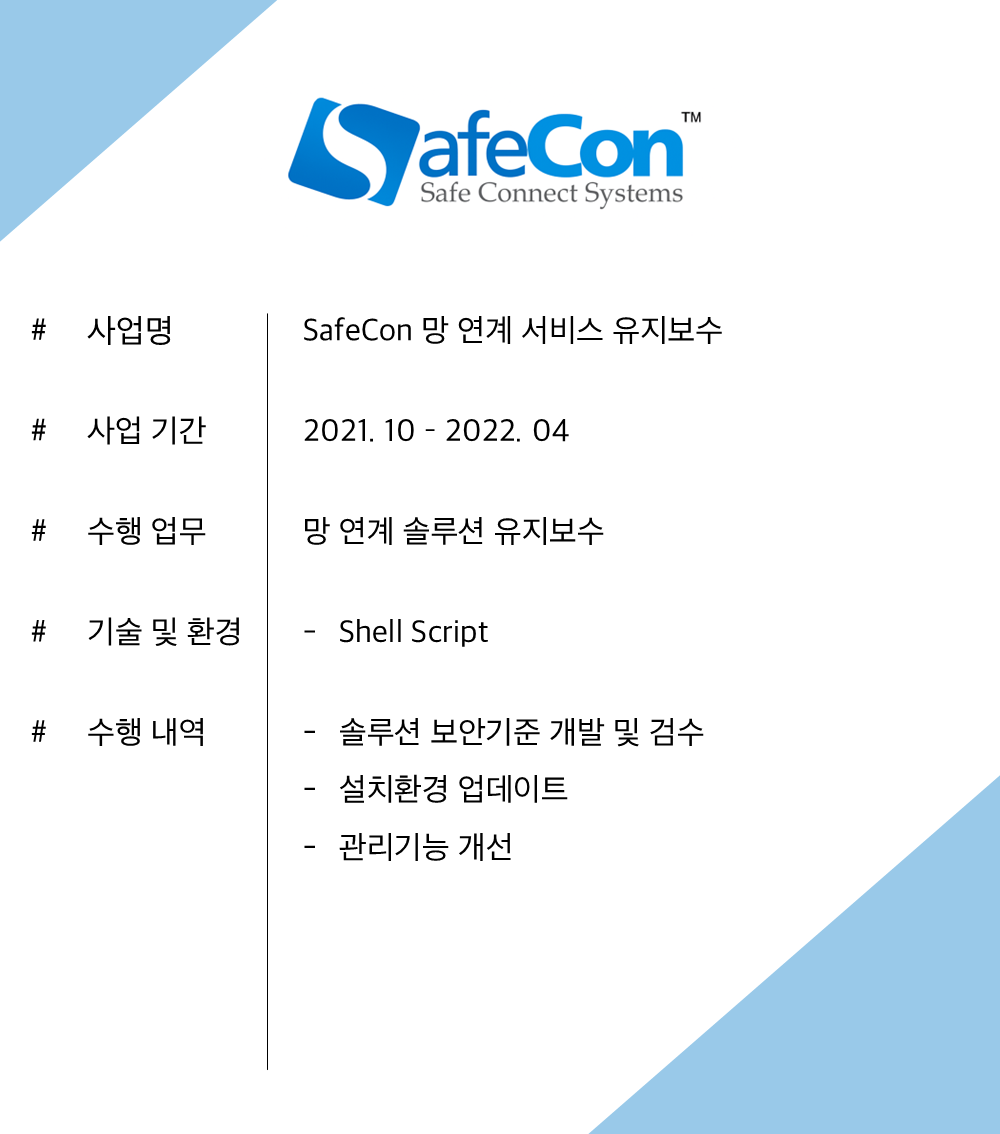 SafeCon™
Safe Connect Systems
# 사업명 SafeCon 망 연계 서비스 유지보수
# 사업 기간 2021. 10 - 2022. 04
# 수행 업무 망 연계 솔루션 유지보수
# 기술 및 환경 - Shell Script
# 수행 내역 - 솔루션 보안기준 개발 및 검수
- 설치환경 업데이트
- 관리기능 개선